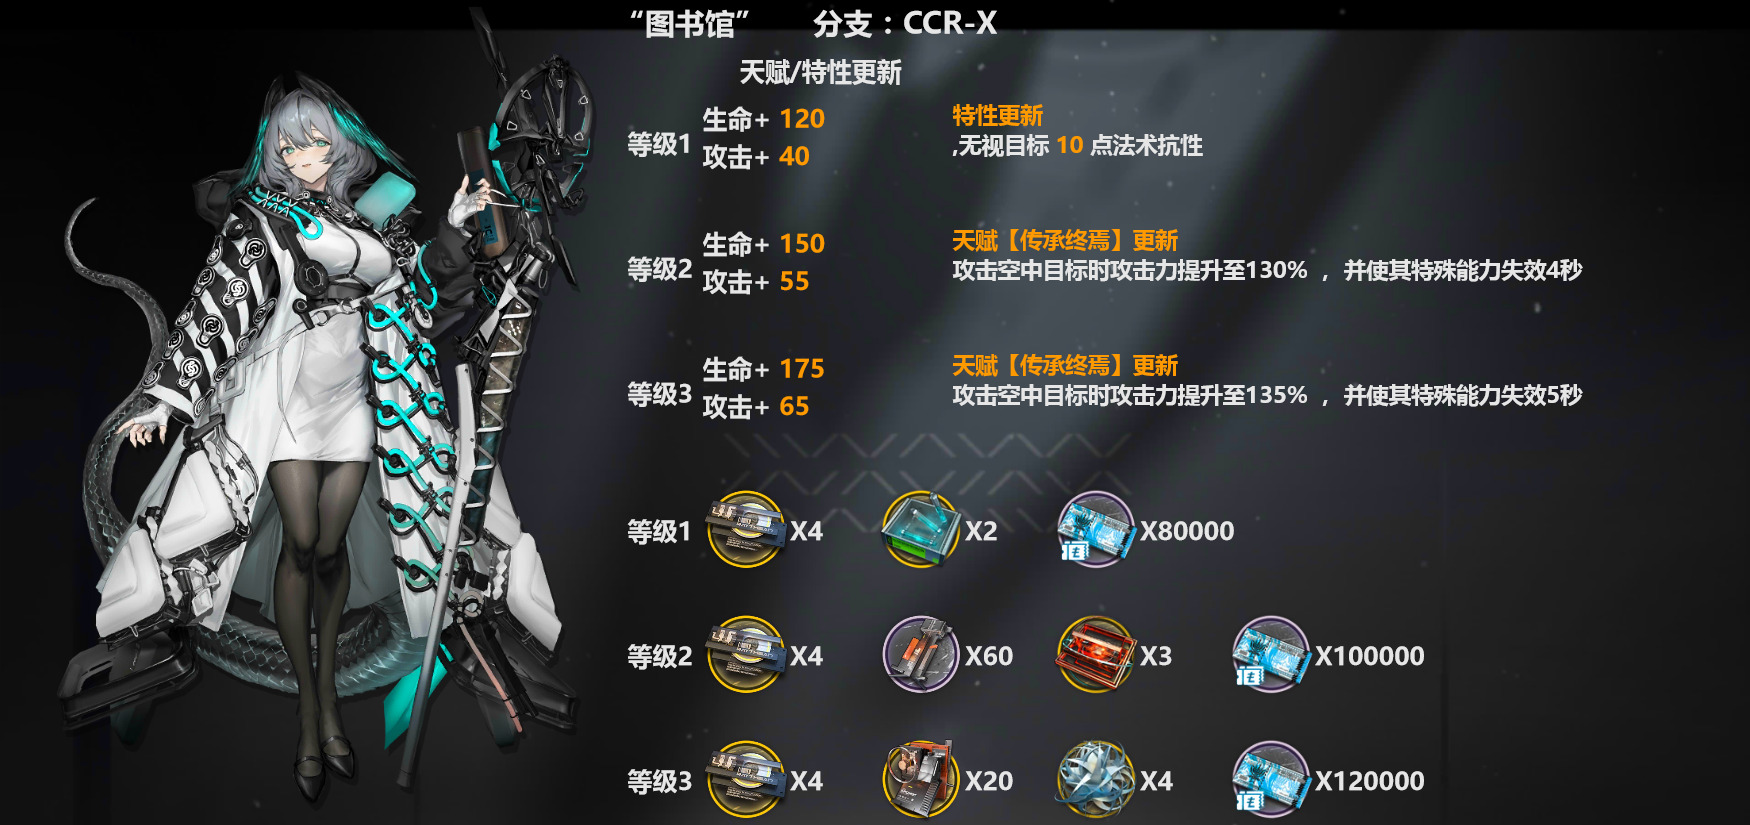 “图书馆” 分支：CCR-X
天赋/特性更新
等级1
生命+ 120
攻击+ 40
特性更新
,无视目标 10 点法术抗性
等级2
生命+ 150
攻击+ 55
天赋【传承终焉】更新
攻击空中目标时攻击力提升至130% ，并使其特殊能力失效4秒
等级3
生命+ 175
攻击+ 65
天赋【传承终焉】更新
攻击空中目标时攻击力提升至135% ，并使其特殊能力失效5秒
等级1 X4 X2 X80000
等级2 X4 X60 X3 X100000
等级3 X4 X20 X4 X120000